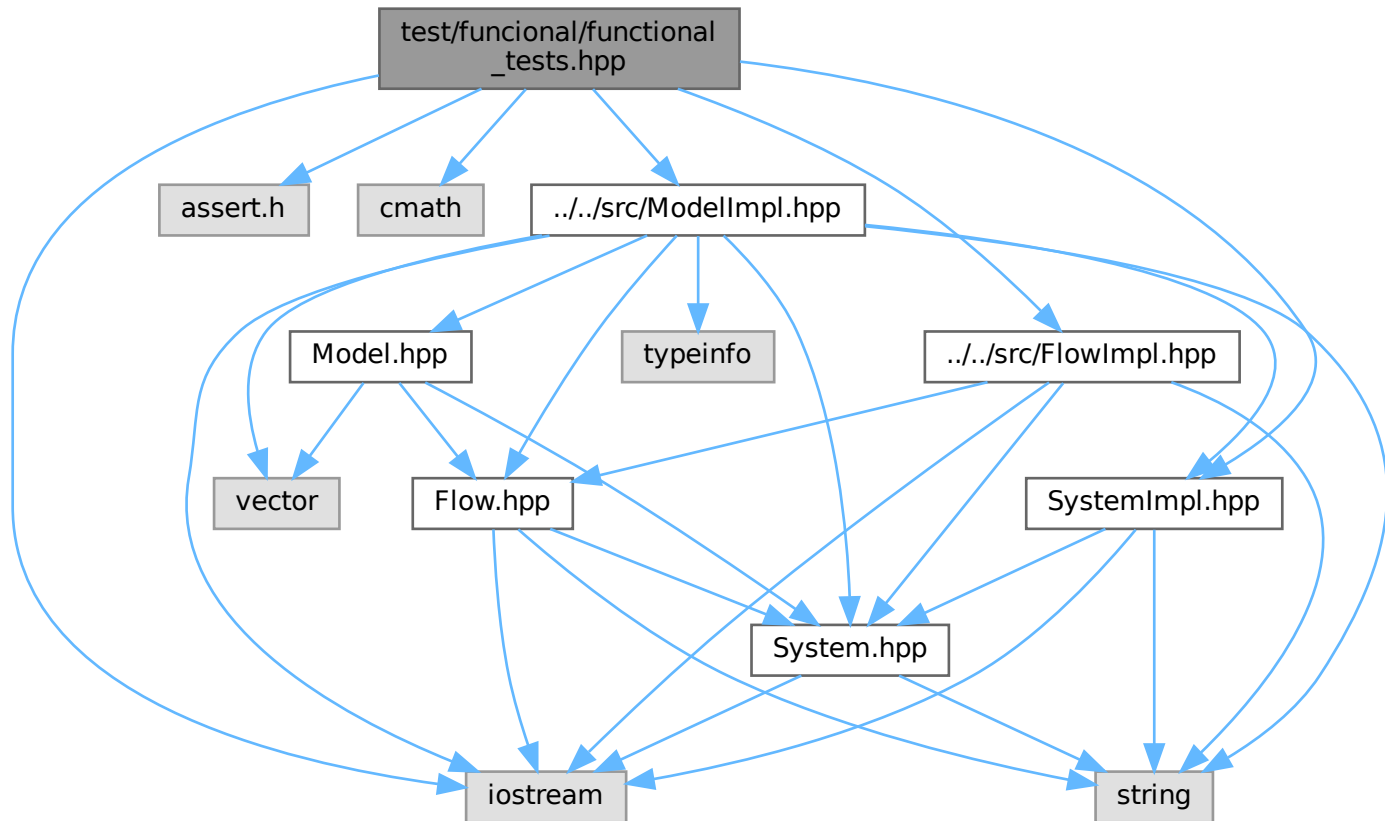 test/funcional/functional
_tests.hpp
assert.h
cmath
../../src/ModelImpl.hpp
Model.hpp
typeinfo
../../src/FlowImpl.hpp
vector
Flow.hpp
SystemImpl.hpp
System.hpp
iostream
string